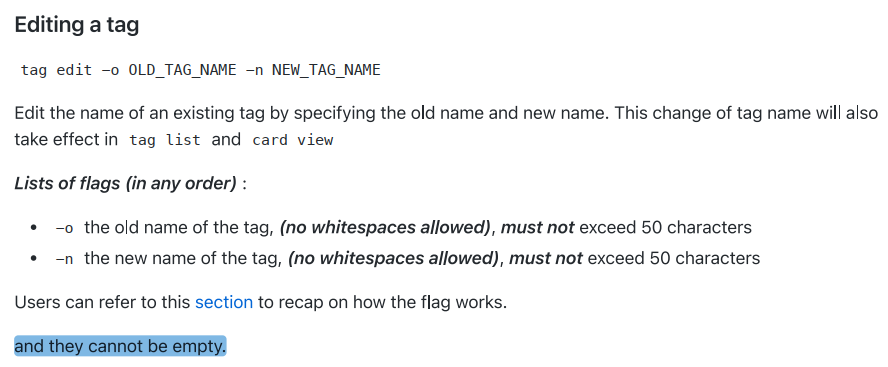 Editing a tag
tag edit –o OLD_TAG_NAME –n NEW_TAG_NAME
Edit the name of an existing tag by specifying the old name and new name. This change of tag name will also
take effect in tag list and card view
Lists of flags (in any order) :
• –o the old name of the tag, (no whitespaces allowed), must not exceed 50 characters
• –n the new name of the tag, (no whitespaces allowed), must not exceed 50 characters
Users can refer to this section to recap on how the flag works.
and they cannot be empty.